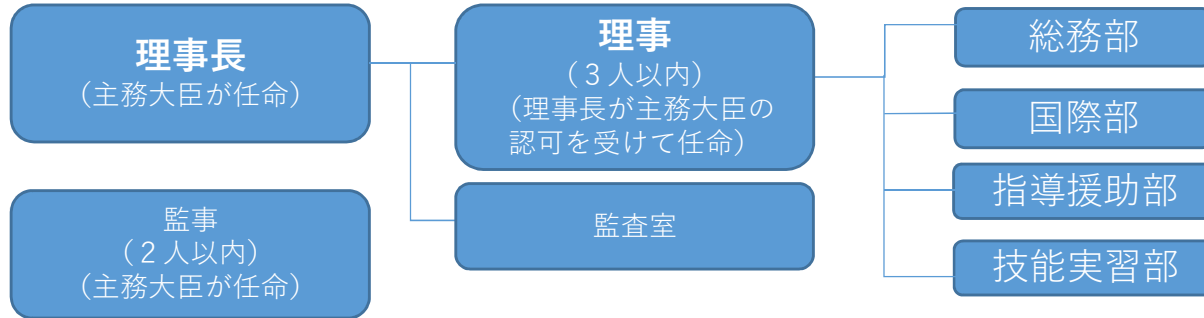 理事長
(主務大臣が任命)
監事
(２人以内)
(主務大臣が任命)
理事
(３人以内)
(理事長が主務大臣の
認可を受けて任命)
監査室
総務部
国際部
指導援助部
技能実習部